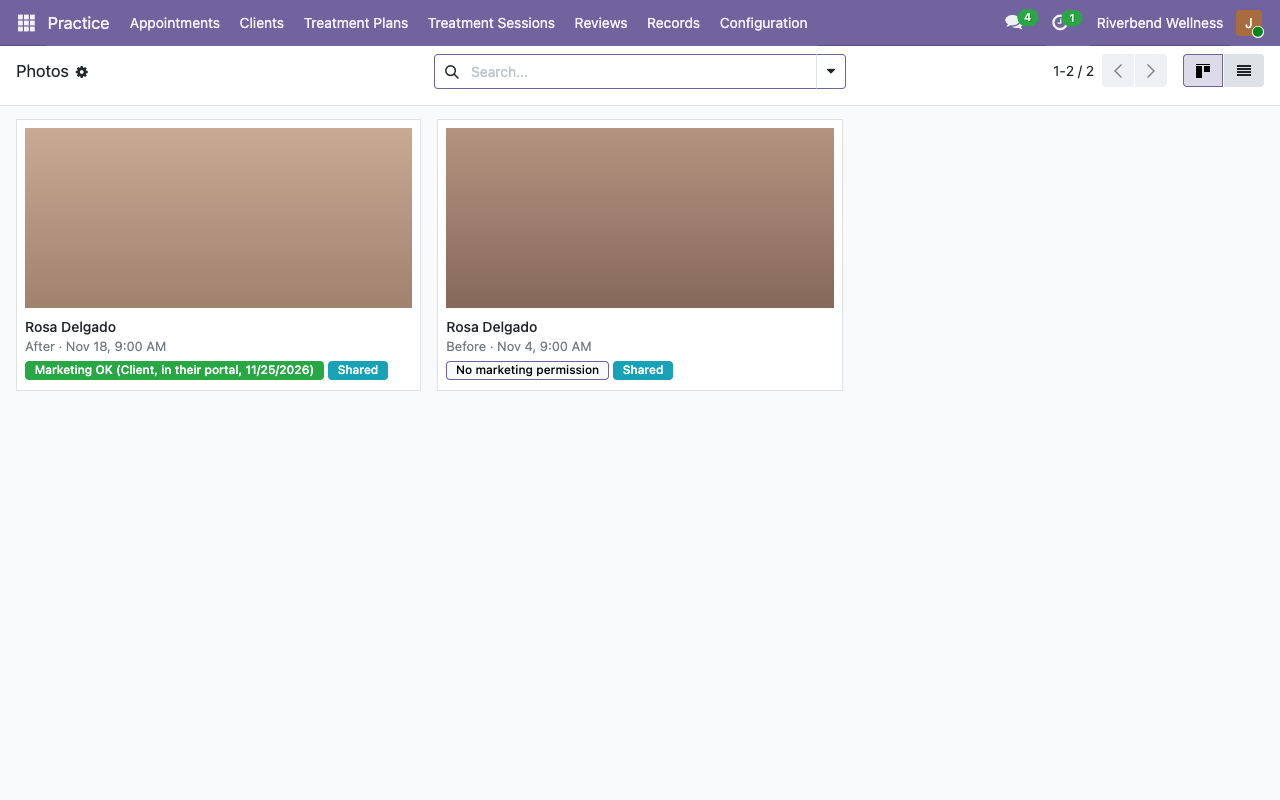 Practice Appointments Clients Treatment Plans Treatment Sessions Reviews Records Configuration 4 1 Riverbend Wellness J
Photos Search... 1-2 / 2
Rosa Delgado
After · Nov 18, 9:00 AM
Marketing OK (Client, in their portal, 11/25/2026) Shared
Rosa Delgado
Before · Nov 4, 9:00 AM
No marketing permission Shared